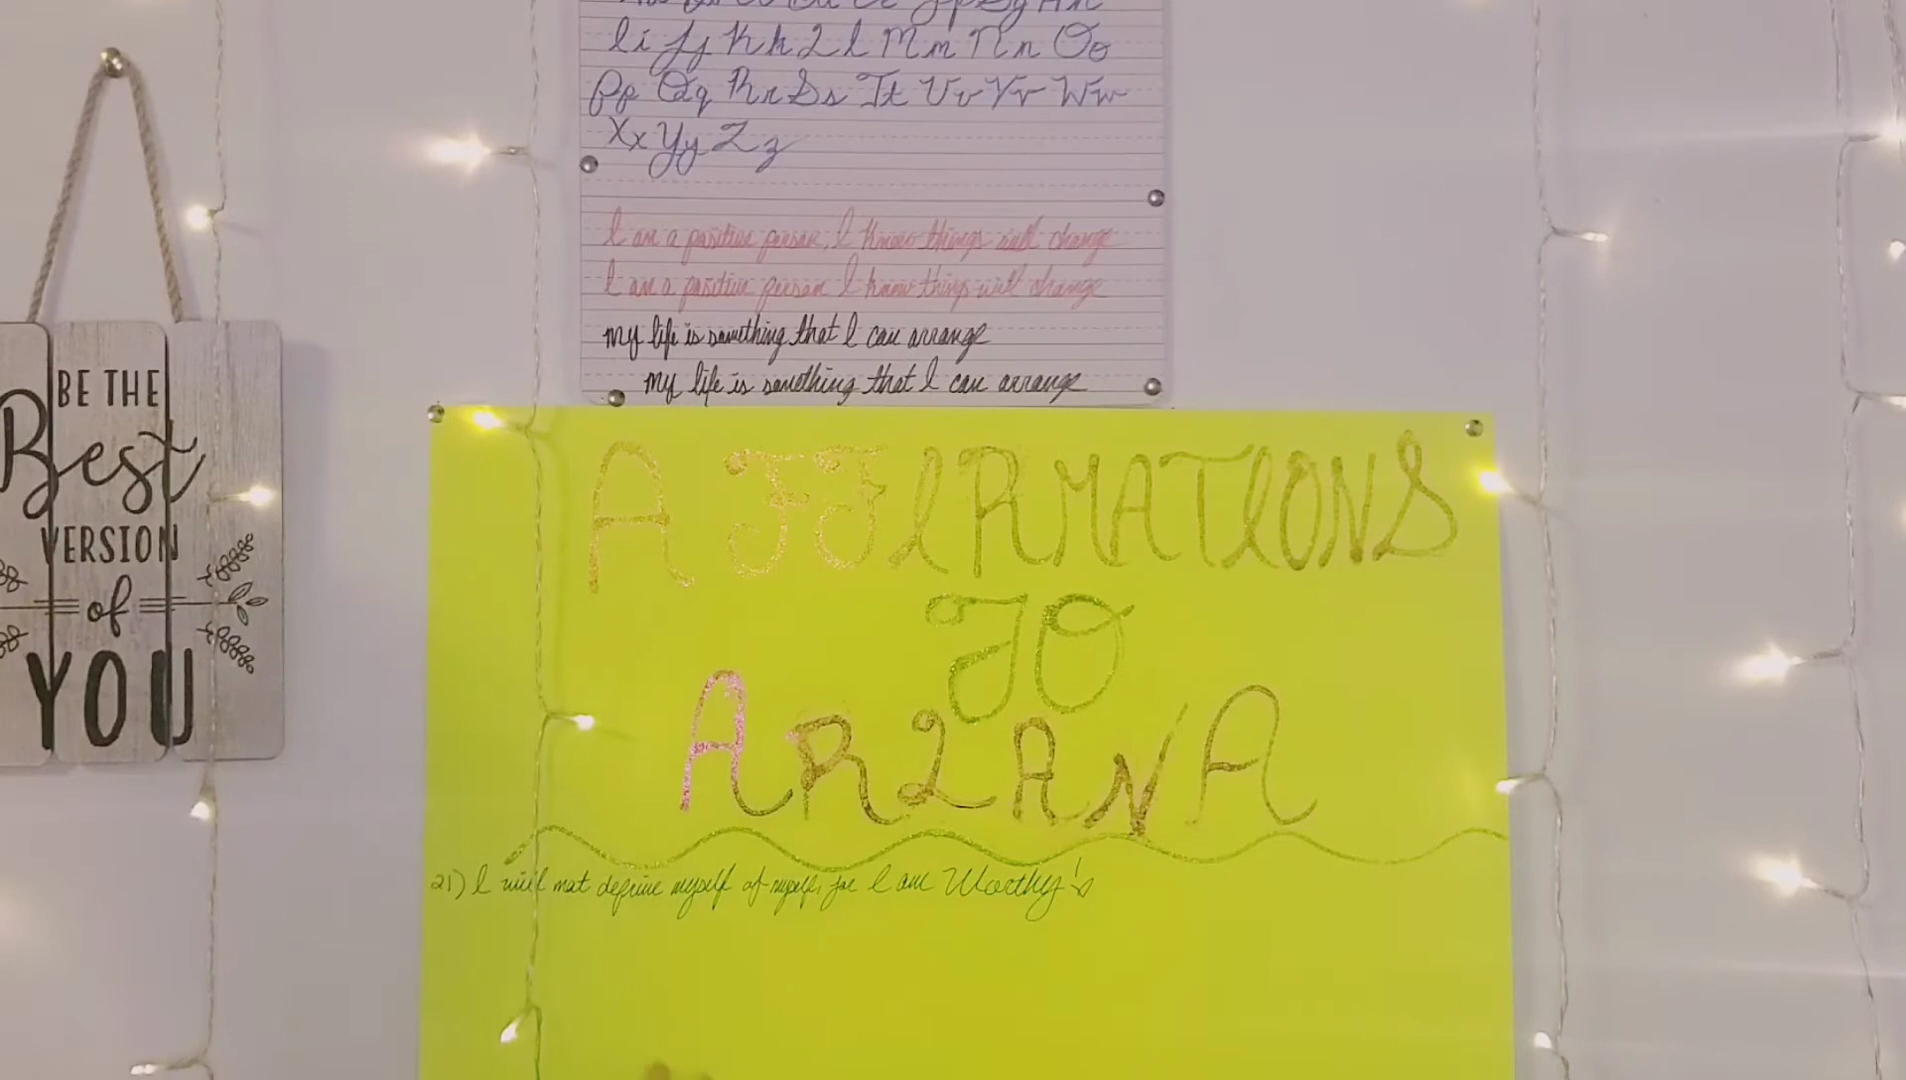 Ii Jj Kk Ll Mm Nn Oo
Pp Qq Rr Ss Tt Uu Vv Ww
Xx Yy Zz
I am a positive person, I know things will change
I am a positive person I know things will change
my life is something that I can arrange
my life is something that I can arrange
BE THE
Best
VERSION
of
YOU
AFFIRMATIONS
TO
ARIANA
21) I will not deprive myself of myself, for I am Worthy!